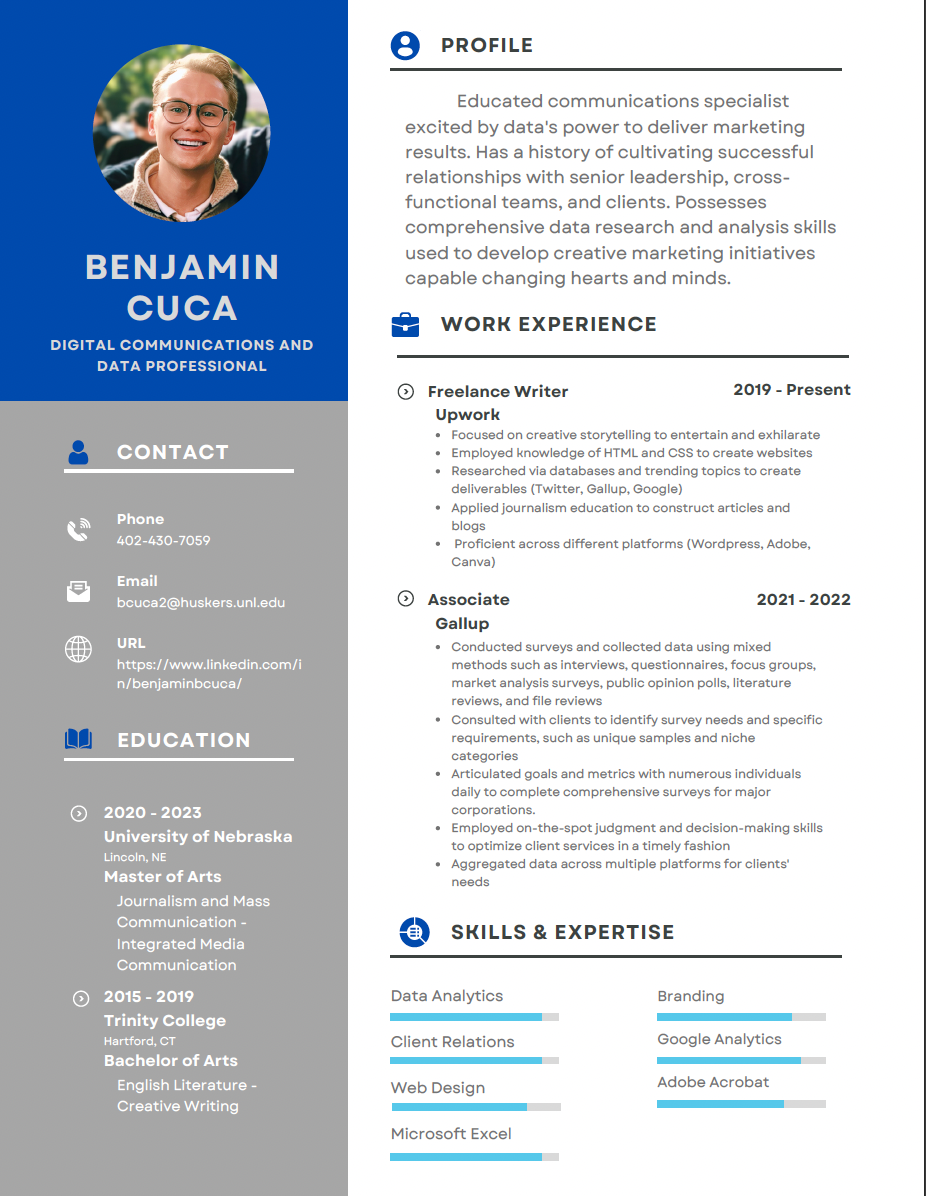 BENJAMIN
CUCA
DIGITAL COMMUNICATIONS AND
DATA PROFESSIONAL
CONTACT
Phone
402-430-7059
Email
bcuca2@huskers.unl.edu
URL
https://www.linkedin.com/i
n/benjaminbcuca/
EDUCATION
2020 - 2023
University of Nebraska
Lincoln, NE
Master of Arts
Journalism and Mass
Communication -
Integrated Media
Communication
2015 - 2019
Trinity College
Hartford, CT
Bachelor of Arts
English Literature -
Creative Writing
PROFILE
Educated communications specialist
excited by data's power to deliver marketing
results. Has a history of cultivating successful
relationships with senior leadership, cross-
functional teams, and clients. Possesses
comprehensive data research and analysis skills
used to develop creative marketing initiatives
capable changing hearts and minds.
WORK EXPERIENCE
Freelance Writer 2019 - Present
Upwork
• Focused on creative storytelling to entertain and exhilarate
• Employed knowledge of HTML and CSS to create websites
• Researched via databases and trending topics to create
deliverables (Twitter, Gallup, Google)
• Applied journalism education to construct articles and
blogs
• Proficient across different platforms (Wordpress, Adobe,
Canva)
Associate 2021 - 2022
Gallup
• Conducted surveys and collected data using mixed
methods such as interviews, questionnaires, focus groups,
market analysis surveys, public opinion polls, literature
reviews, and file reviews
• Consulted with clients to identify survey needs and specific
requirements, such as unique samples and niche
categories
• Articulated goals and metrics with numerous individuals
daily to complete comprehensive surveys for major
corporations.
• Employed on-the-spot judgment and decision-making skills
to optimize client services in a timely fashion
• Aggregated data across multiple platforms for clients'
needs
SKILLS & EXPERTISE
Data Analytics
Client Relations
Web Design
Microsoft Excel
Branding
Google Analytics
Adobe Acrobat